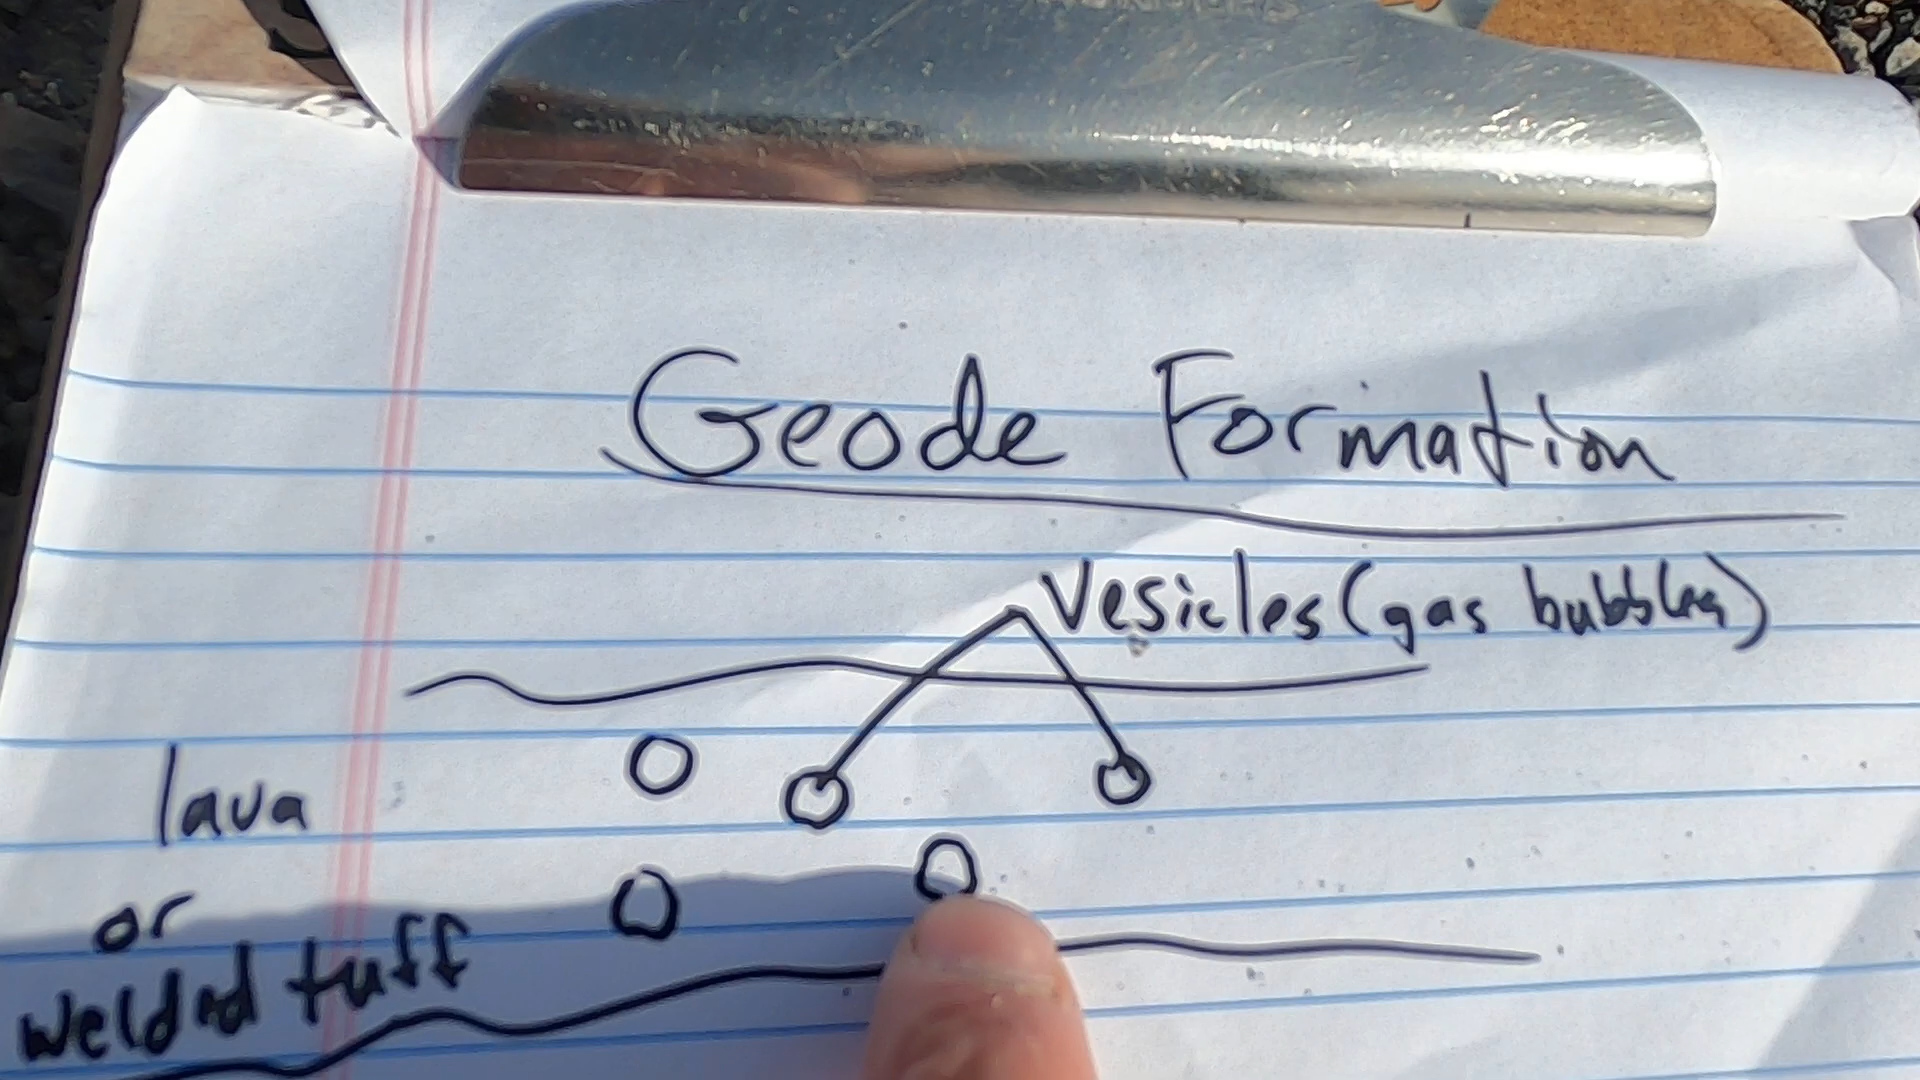 Geode Formation
Vesicles (gas bubbles)
lava
or
welded tuff